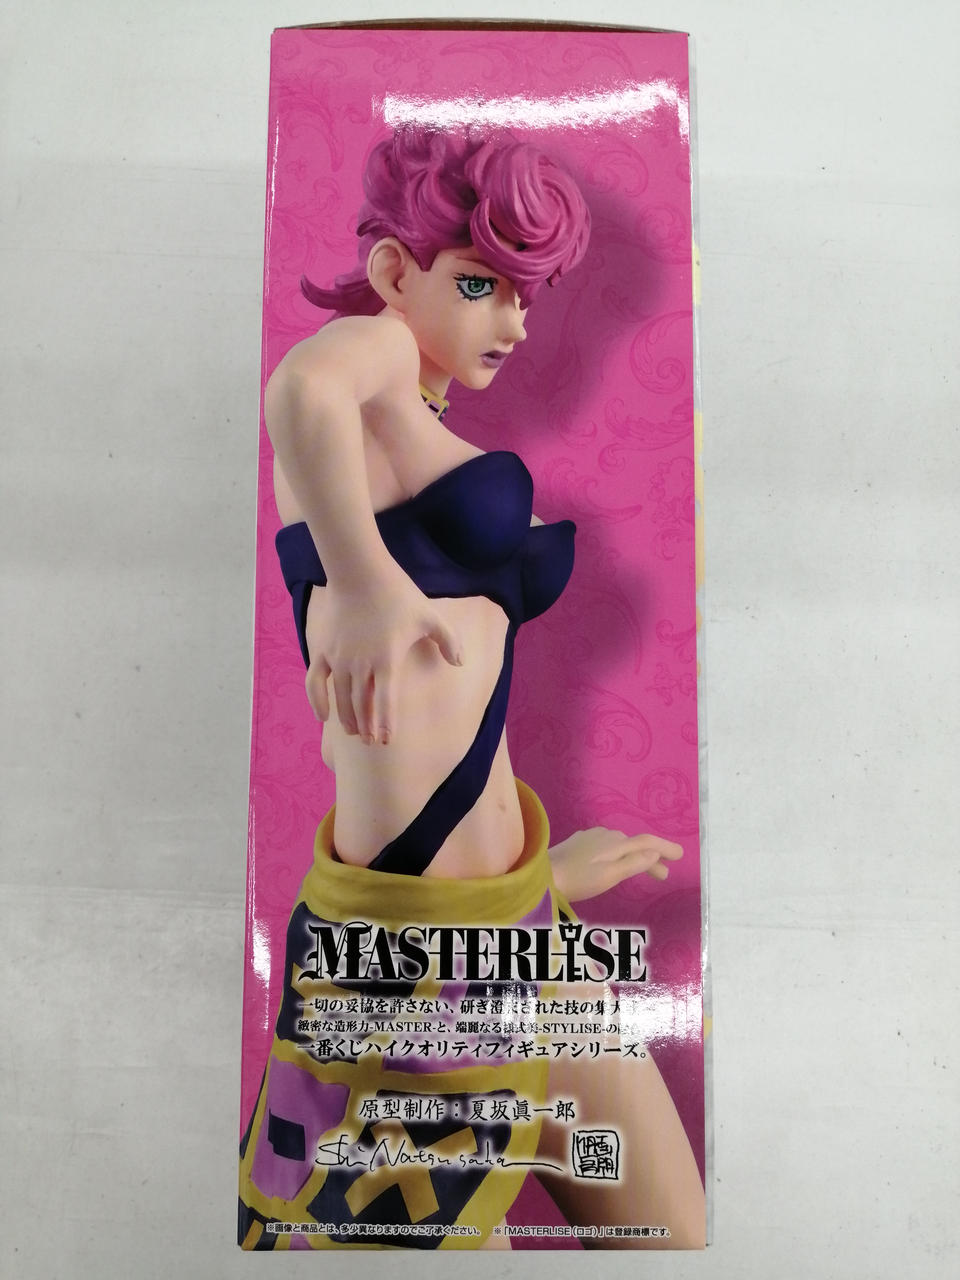 MASTERLISE
一切の妥協を許さない、研ぎ澄まされた技の集大
緻密な造形力-MASTER-と、端麗なる様式美-STYLISE-の
一番くじハイクオリティフィギュアシリーズ。
原型制作：夏坂眞一郎
Shi Natsusaka
※画像と商品とは、多少異なりますのでご了承ください。 ※「MASTERLISE（ロゴ）」は登録商標です。